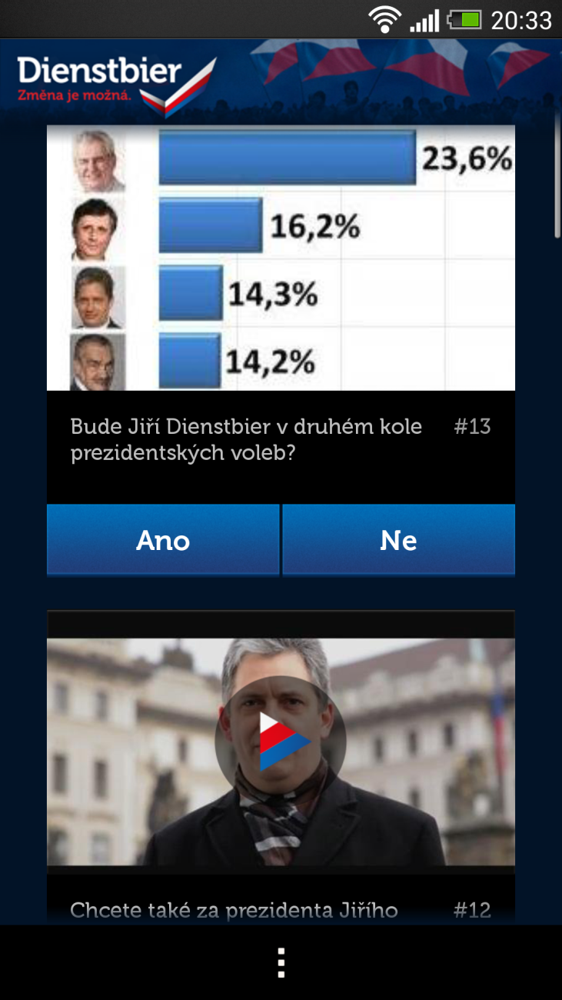 20:33
Dienstbier
Změna je možná.
23,6%
16,2%
14,3%
14,2%
Bude Jiří Dienstbier v druhém kole #13
prezidentských voleb?
Ano Ne
Chcete také za prezidenta Jiřího #12